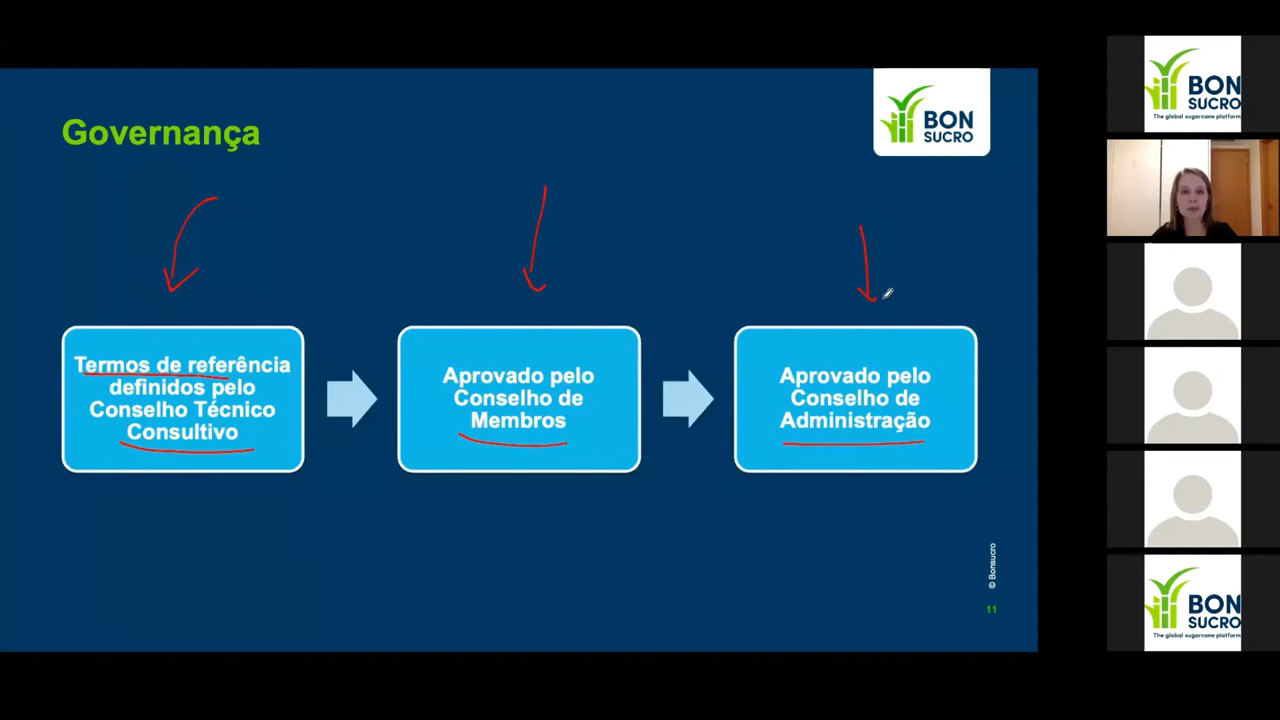 Governança
BON
SUCRO
Termos de referência
definidos pelo
Conselho Técnico
Consultivo
Aprovado pelo
Conselho de
Membros
Aprovado pelo
Conselho de
Administração
© Bonsucro
11
BON
SUCRO
The global sugarcane platform
BON
SUCRO
The global sugarcane platform